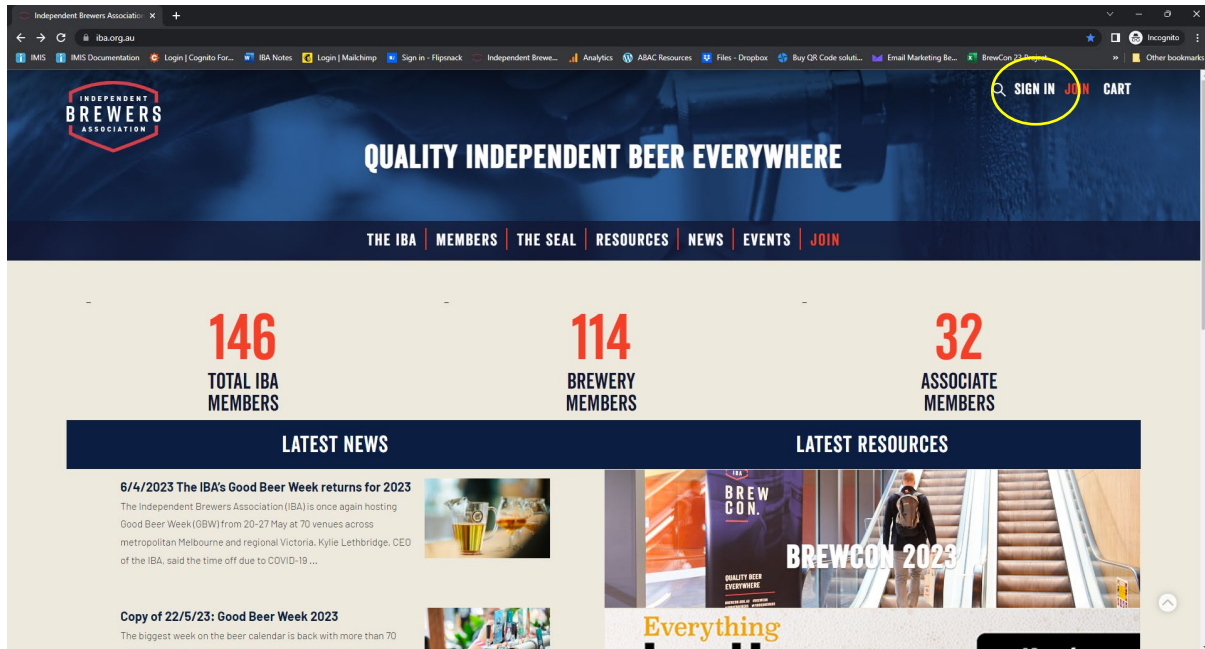 Independent Brewers Association
iba.org.au
Incognito
IMIS
IMIS Documentation
Login | Cognito For...
IBA Notes
Login | Mailchimp
Sign in - Flipsnack
Independent Brewe...
Analytics
ABAC Resources
Files - Dropbox
Buy QR Code soluti...
Email Marketing Be...
BrewCon 23 Project...
»
Other bookmarks
INDEPENDENT
BREWERS
ASSOCIATION
SIGN IN JOIN CART
QUALITY INDEPENDENT BEER EVERYWHERE
THE IBA | MEMBERS | THE SEAL | RESOURCES | NEWS | EVENTS | JOIN
146
TOTAL IBA
MEMBERS
114
BREWERY
MEMBERS
32
ASSOCIATE
MEMBERS
LATEST NEWS
LATEST RESOURCES
6/4/2023 The IBA's Good Beer Week returns for 2023
The Independent Brewers Association (IBA) is once again hosting
Good Beer Week (GBW) from 20-27 May at 70 venues across
metropolitan Melbourne and regional Victoria. Kylie Lethbridge, CEO
of the IBA, said the time off due to COVID-19 ...
Copy of 22/5/23: Good Beer Week 2023
The biggest week on the beer calendar is back with more than 70
IBA
BREW
CON.
QUALITY BEER
EVERYWHERE
BREWCON 2023
Everything